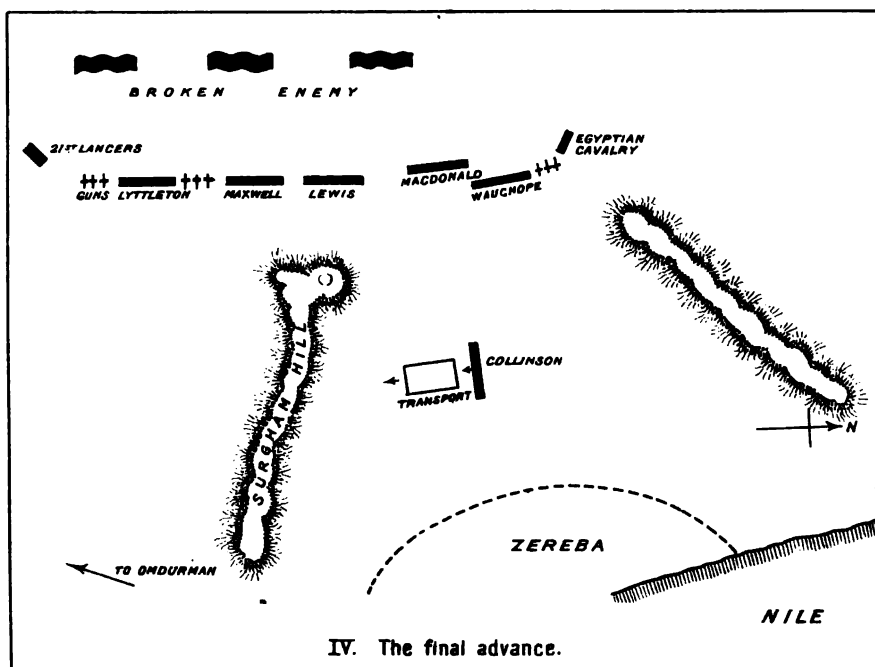 BROKEN ENEMY
21ST LANCERS
EGYPTIAN
CAVALRY
GUNS LYTTLETON MAXWELL LEWIS MACDONALD WAUCHOPE
SURGHAM HILL
COLLINSON
TRANSPORT
N
TO OMDURMAN
ZEREBA
NILE
IV. The final advance.